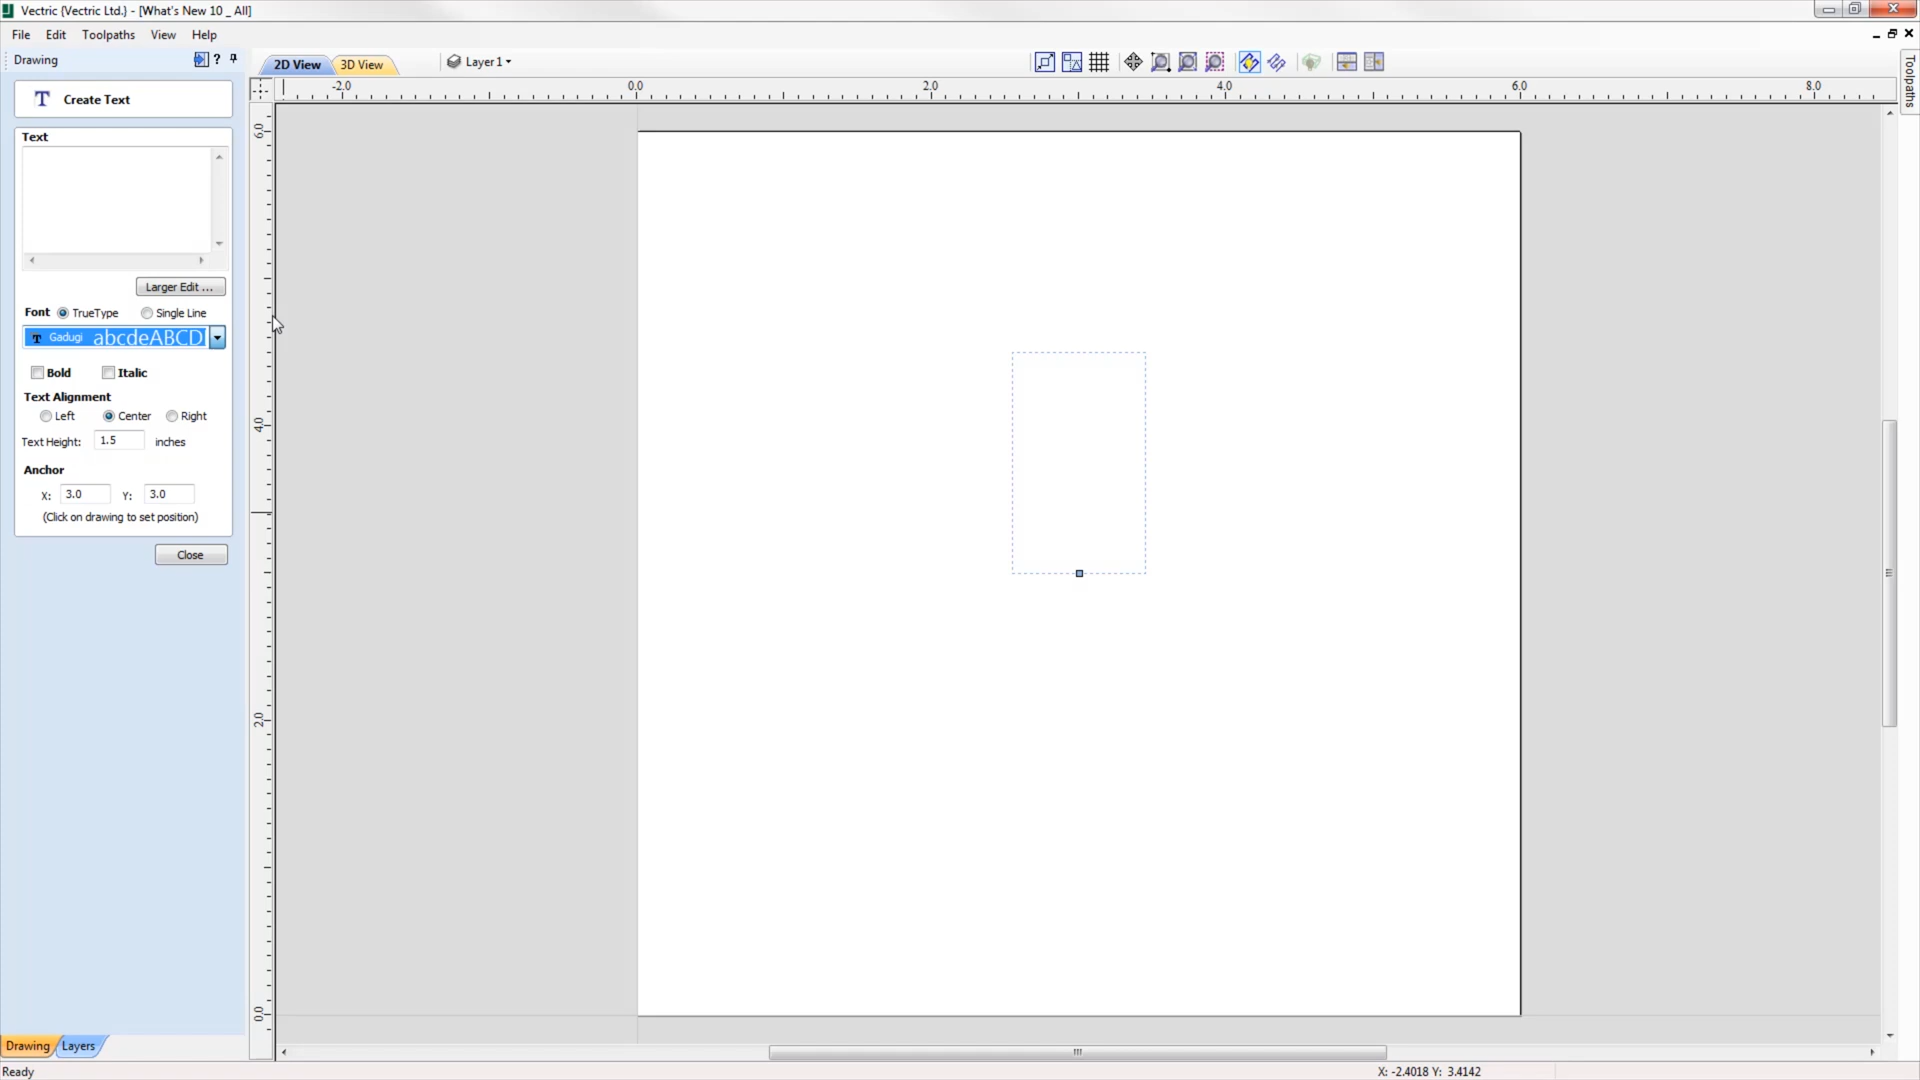 Vectric {Vectric Ltd.} - [What's New 10 _ All]
File Edit Toolpaths View Help
Drawing ?
2D View 3D View Layer 1
Toolpaths
T Create Text
-2.0 0.0 2.0 4.0 6.0 8.0
Text
6.0
Larger Edit ...
Font TrueType Single Line
T Gadugi abcdeABCD
Bold Italic
Text Alignment
Left Center Right
4.0
Text Height: 1.5 inches
Anchor
X: 3.0 Y: 3.0
(Click on drawing to set position)
Close
2.0
0.0
Drawing Layers
Ready X: -2.4018 Y: 3.4142